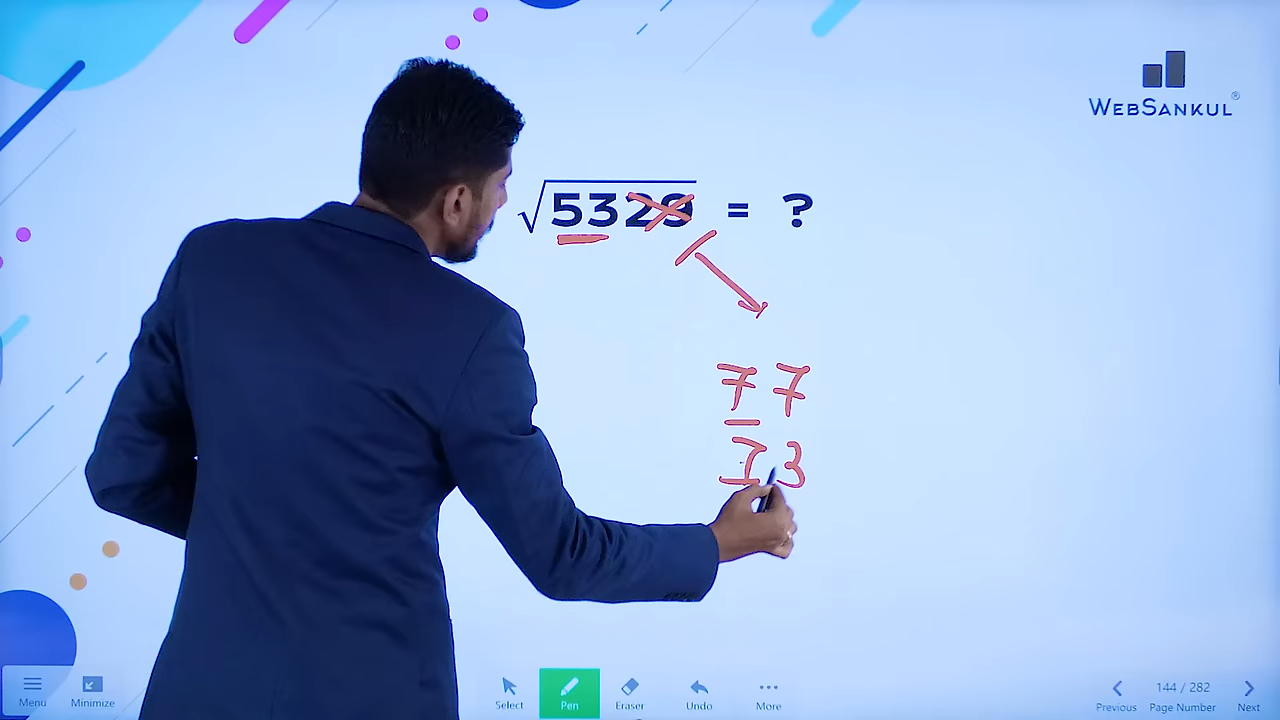 WEBSANKUL®
√5329 = ?
77
73
Menu
Minimize
Select
Pen
Eraser
Undo
More
Previous
144 / 282
Page Number
Next